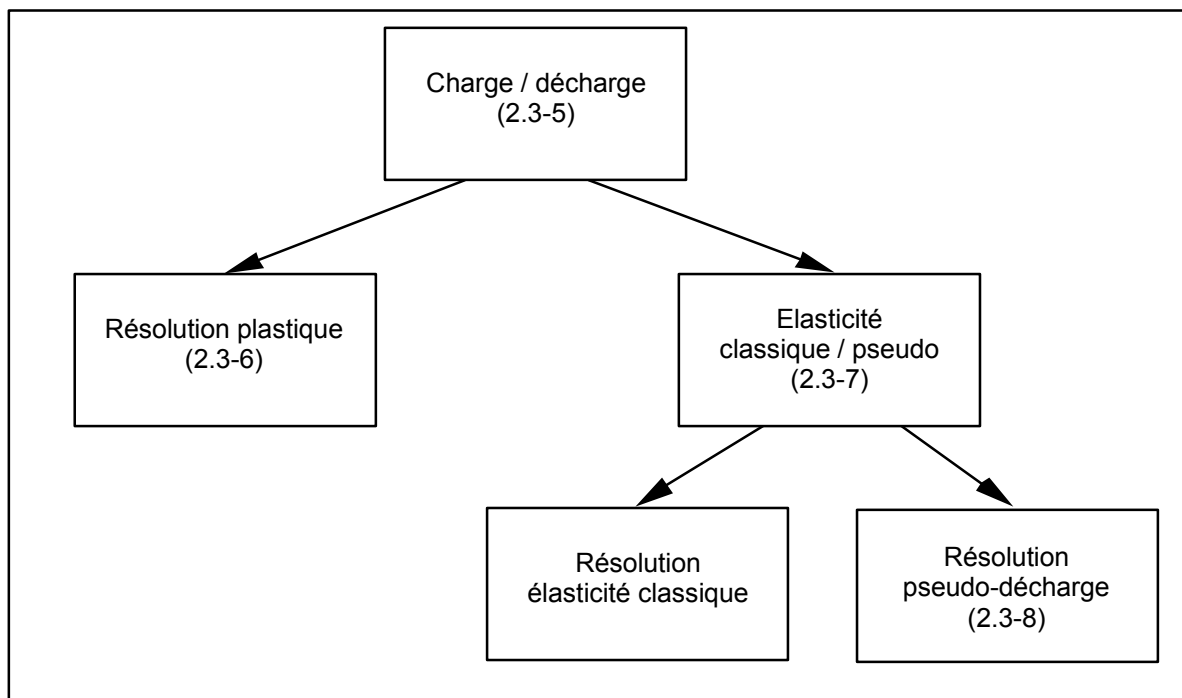 Charge / décharge
(2.3-5)
Résolution plastique
(2.3-6)
Elasticité
classique / pseudo
(2.3-7)
Résolution
élasticité classique
Résolution
pseudo-décharge
(2.3-8)